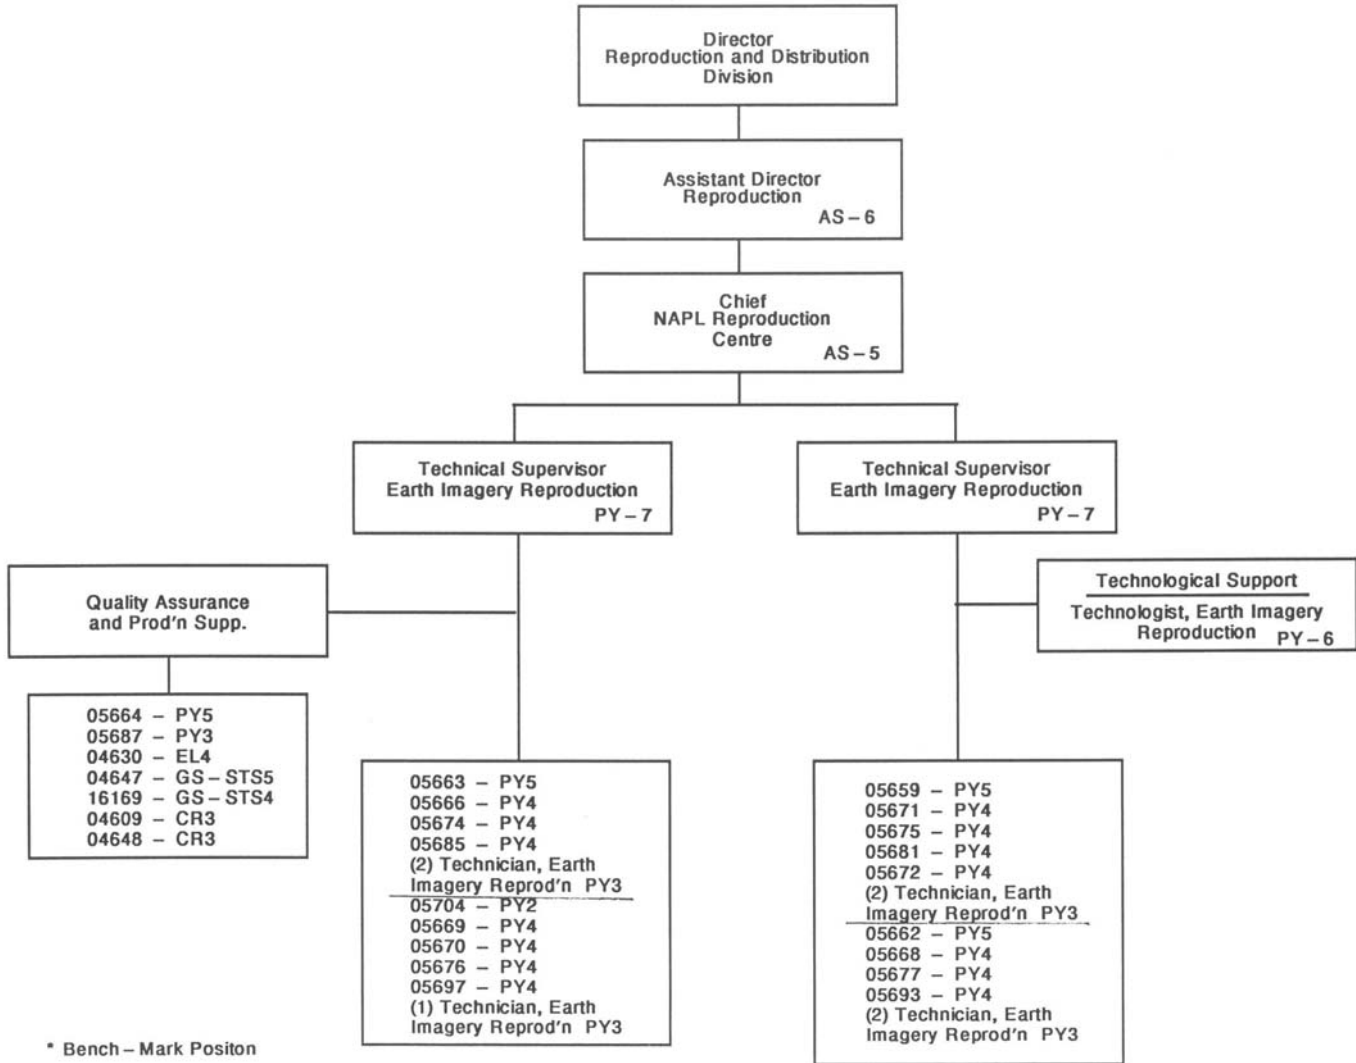 Director
Reproduction and Distribution
Division
Assistant Director
Reproduction
AS – 6
Chief
NAPL Reproduction
Centre
AS – 5
Technical Supervisor
Earth Imagery Reproduction
PY – 7
Technical Supervisor
Earth Imagery Reproduction
PY – 7
Quality Assurance
and Prod'n Supp.
Technological Support
Technologist, Earth Imagery
Reproduction PY – 6
05664 – PY5
05687 – PY3
04630 – EL4
04647 – GS – STS5
16169 – GS – STS4
04609 – CR3
04648 – CR3
05663 – PY5
05666 – PY4
05674 – PY4
05685 – PY4
(2) Technician, Earth
Imagery Reprod'n PY3
05704 – PY2
05669 – PY4
05670 – PY4
05676 – PY4
05697 – PY4
(1) Technician, Earth
Imagery Reprod'n PY3
05659 – PY5
05671 – PY4
05675 – PY4
05681 – PY4
05672 – PY4
(2) Technician, Earth
Imagery Reprod'n PY3
05662 – PY5
05668 – PY4
05677 – PY4
05693 – PY4
(2) Technician, Earth
Imagery Reprod'n PY3
* Bench – Mark Positon